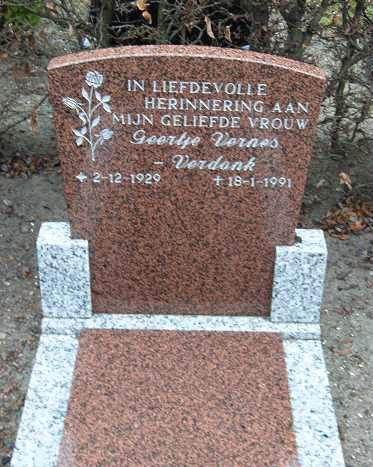 IN LIEFDEVOLLE
HERINNERING AAN
MIJN GELIEFDE VROUW
Geertje Vernes
- Verdonk
2-12-1929 † 18-1-1991